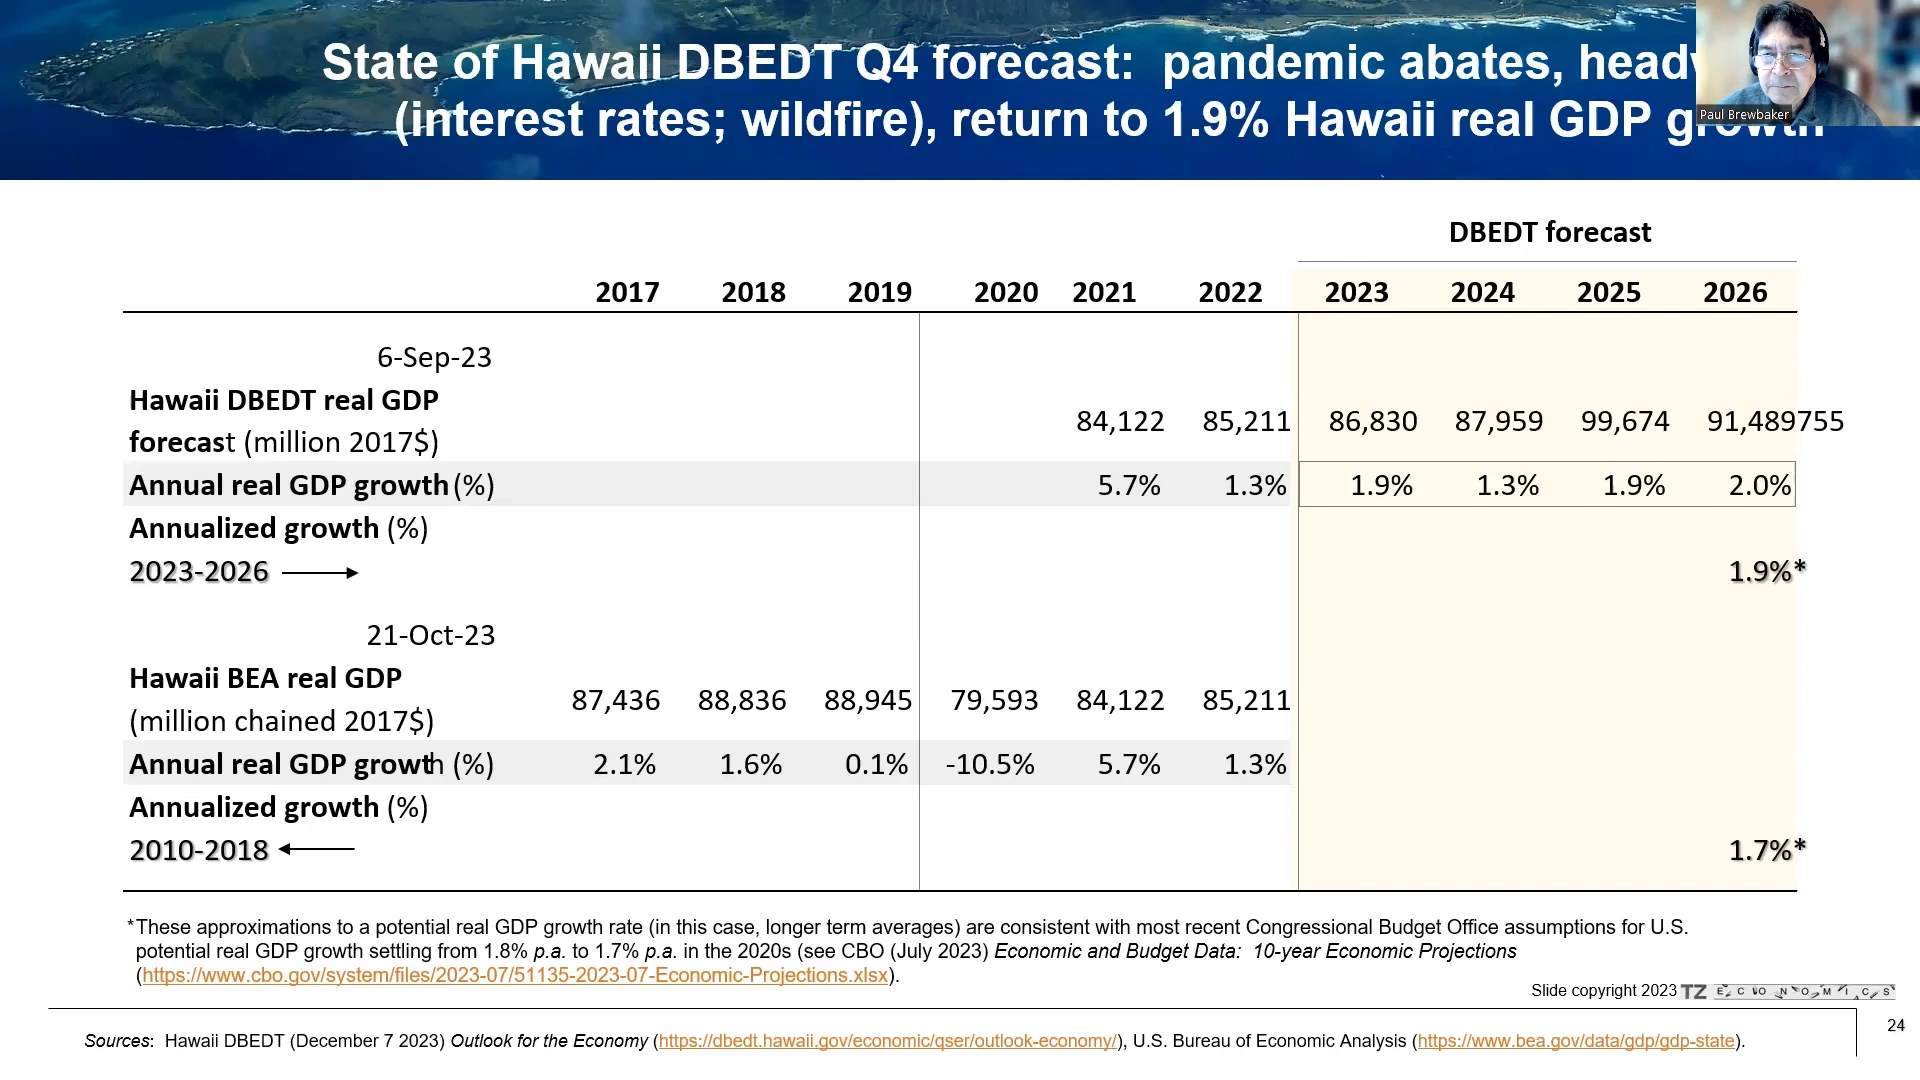 State of Hawaii DBEDT Q4 forecast: pandemic abates,
(interest rates; wildfire), return to 1.9% Hawaii real GDP growth
Paul Brewbaker
DBEDT forecast
2017 2018 2019 2020 2021 2022 2023 2024 2025 2026
6-Sep-23
Hawaii DBEDT real GDP
forecast (million 2017$) 84,122 85,211 86,830 87,959 99,674 91,489755
Annual real GDP growth (%) 5.7% 1.3% 1.9% 1.3% 1.9% 2.0%
Annualized growth (%)
2023-2026 1.9%*
21-Oct-23
Hawaii BEA real GDP
(million chained 2017$) 87,436 88,836 88,945 79,593 84,122 85,211
Annual real GDP growth (%) 2.1% 1.6% 0.1% -10.5% 5.7% 1.3%
Annualized growth (%)
2010-2018 1.7%*
*These approximations to a potential real GDP growth rate (in this case, longer term averages) are consistent with most recent Congressional Budget Office assumptions for U.S.
potential real GDP growth settling from 1.8% p.a. to 1.7% p.a. in the 2020s (see CBO (July 2023) Economic and Budget Data: 10-year Economic Projections
(https://www.cbo.gov/system/files/2023-07/51135-2023-07-Economic-Projections.xlsx).
Slide copyright 2023 TZ ECONOMICS
24
Sources: Hawaii DBEDT (December 7 2023) Outlook for the Economy (https://dbedt.hawaii.gov/economic/qser/outlook-economy/), U.S. Bureau of Economic Analysis (https://www.bea.gov/data/gdp/gdp-state).